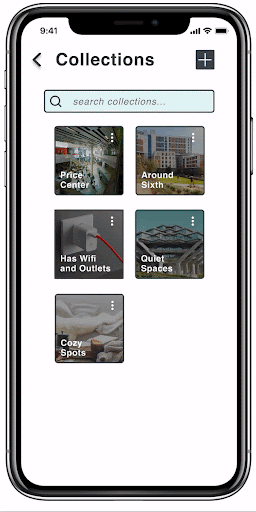 9:41
Collections
search collections...
Price
Center
Around
Sixth
Has Wifi
and Outlets
Quiet
Spaces
Cozy
Spots